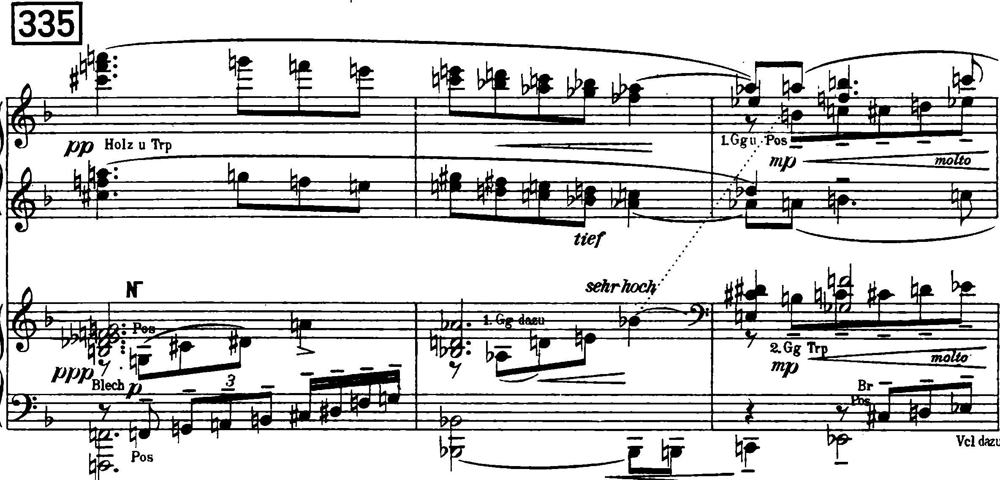 335
pp Holz u Trp
1. Gg u. Pos
mp molto
tief
sehr hoch
N
Pos 1. Gg dazu
2. Gg Trp
ppp mp molto
Blech p 3 Br
Pos
Pos Vcl dazu